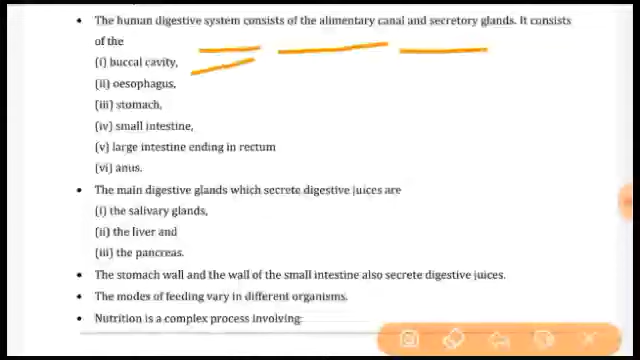 • The human digestive system consists of the alimentary canal and secretory glands. It consists
of the
(i) buccal cavity,
(ii) oesophagus,
(iii) stomach,
(iv) small intestine,
(v) large intestine ending in rectum
(vi) anus.
• The main digestive glands which secrete digestive juices are
(i) the salivary glands,
(ii) the liver and
(iii) the pancreas.
• The stomach wall and the wall of the small intestine also secrete digestive juices.
• The modes of feeding vary in different organisms.
• Nutrition is a complex process involving: